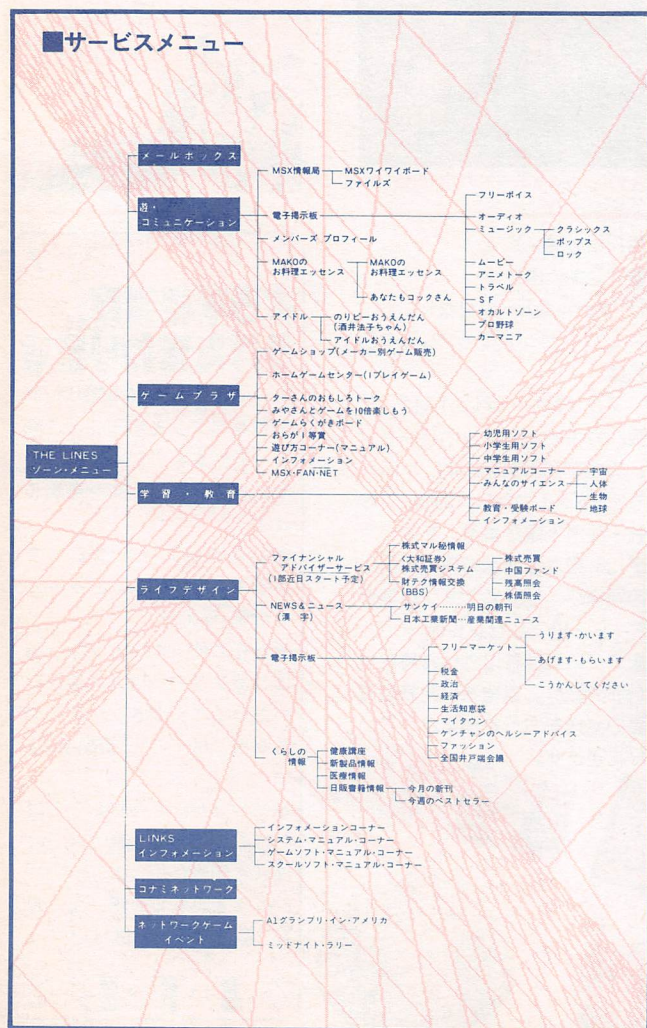 ■サービスメニュー
THE LINES
ゾーン・メニュー
メールボックス
遊・
コミュニケーション
MSX情報局
MSXワイワイボード
ファイルズ
電子掲示板
フリーボイス
オーディオ
ミュージック
クラシックス
ポップス
ロック
ムービー
アニメトーク
トラベル
SF
オカルトゾーン
プロ野球
カーマニア
メンバーズ プロフィール
MAKOの
お料理エッセンス
MAKOの
お料理エッセンス
あなたもコックさん
アイドル
のりピーおうえんだん
(酒井法子ちゃん)
アイドルおうえんだん
ゲームプラザ
ゲームショップ(メーカー別ゲーム販売)
ホームゲームセンター(1プレイゲーム)
ターさんのおもしろトーク
みやさんとゲームを10倍楽しもう
ゲームらくがきボード
おらが1等賞
遊び方コーナー(マニュアル)
インフォメーション
MSX・FAN・NET
学習・教育
幼児用ソフト
小学生用ソフト
中学生用ソフト
マニュアルコーナー
みんなのサイエンス
宇宙
人体
生物
地球
教育・受験ボード
インフォメーション
ライフデザイン
ファイナンシャル
アドバイザーサービス
(1部近日スタート予定)
株式マル秘情報
〈大和証券〉
株式売買システム
株式売買
中国ファンド
残高照会
株価照会
財テク情報交換
(BBS)
NEWS&ニュース
(漢 字)
サンケイ………明日の朝刊
日本工業新聞…産業関連ニュース
電子掲示板
フリーマーケット
うります・かいます
あげます・もらいます
こうかんしてください
税金
政治
経済
生活知恵袋
マイタウン
ケンチャンのヘルシーアドバイス
ファッション
全国井戸端会議
くらしの
情報
健康講座
新製品情報
医療情報
日販書籍情報
今月の新刊
今週のベストセラー
LINKS
インフォメーション
インフォメーションコーナー
システム・マニュアル・コーナー
ゲームソフト・マニュアル・コーナー
スクールソフト・マニュアル・コーナー
コナミネットワーク
ネットワークゲーム
イベント
A1グランプリ・イン・アメリカ
ミッドナイト・ラリー